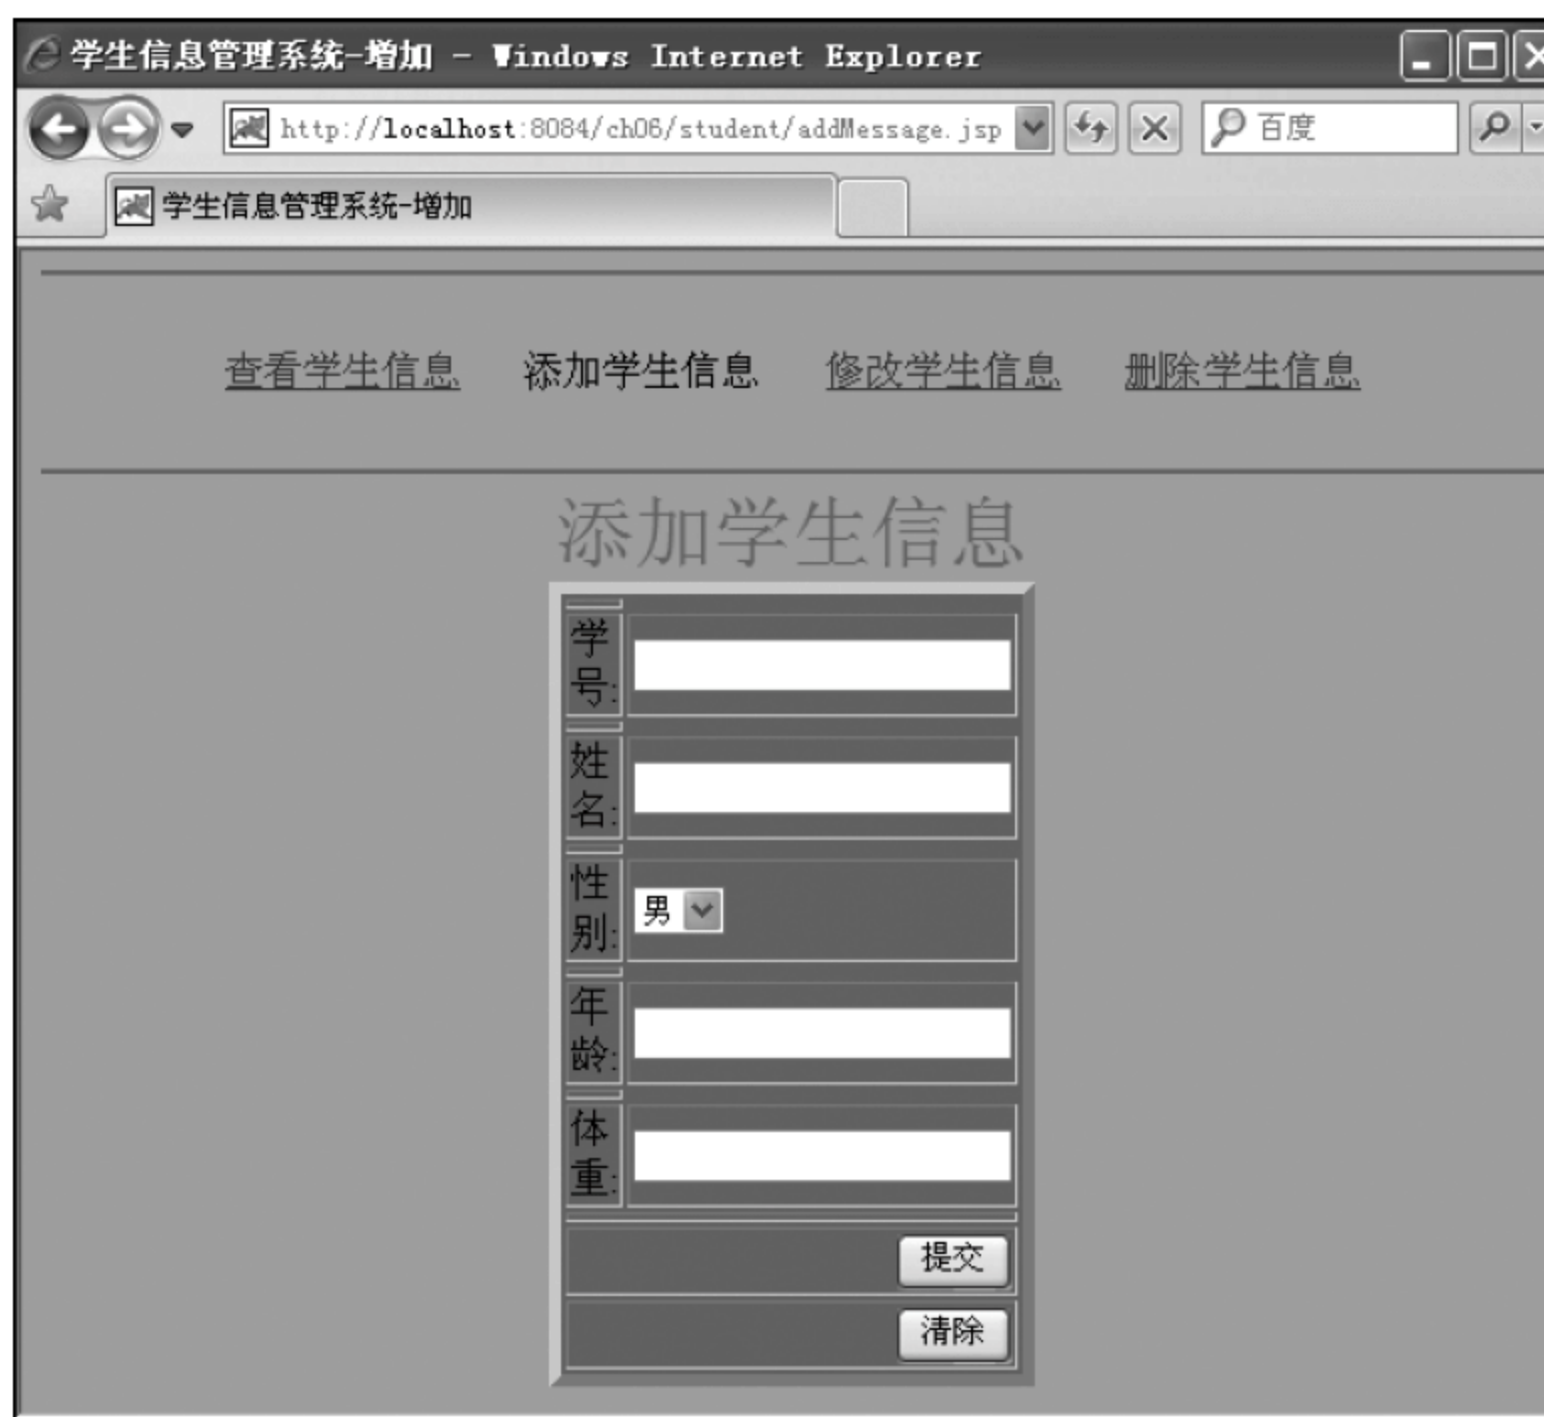 学生信息管理系统-增加 - Windows Internet Explorer
http://localhost:8084/ch06/student/addMessage.jsp 百度
学生信息管理系统-增加
查看学生信息 添加学生信息 修改学生信息 删除学生信息
添加学生信息
学号:
姓名:
性别: 男
年龄:
体重:
提交
清除